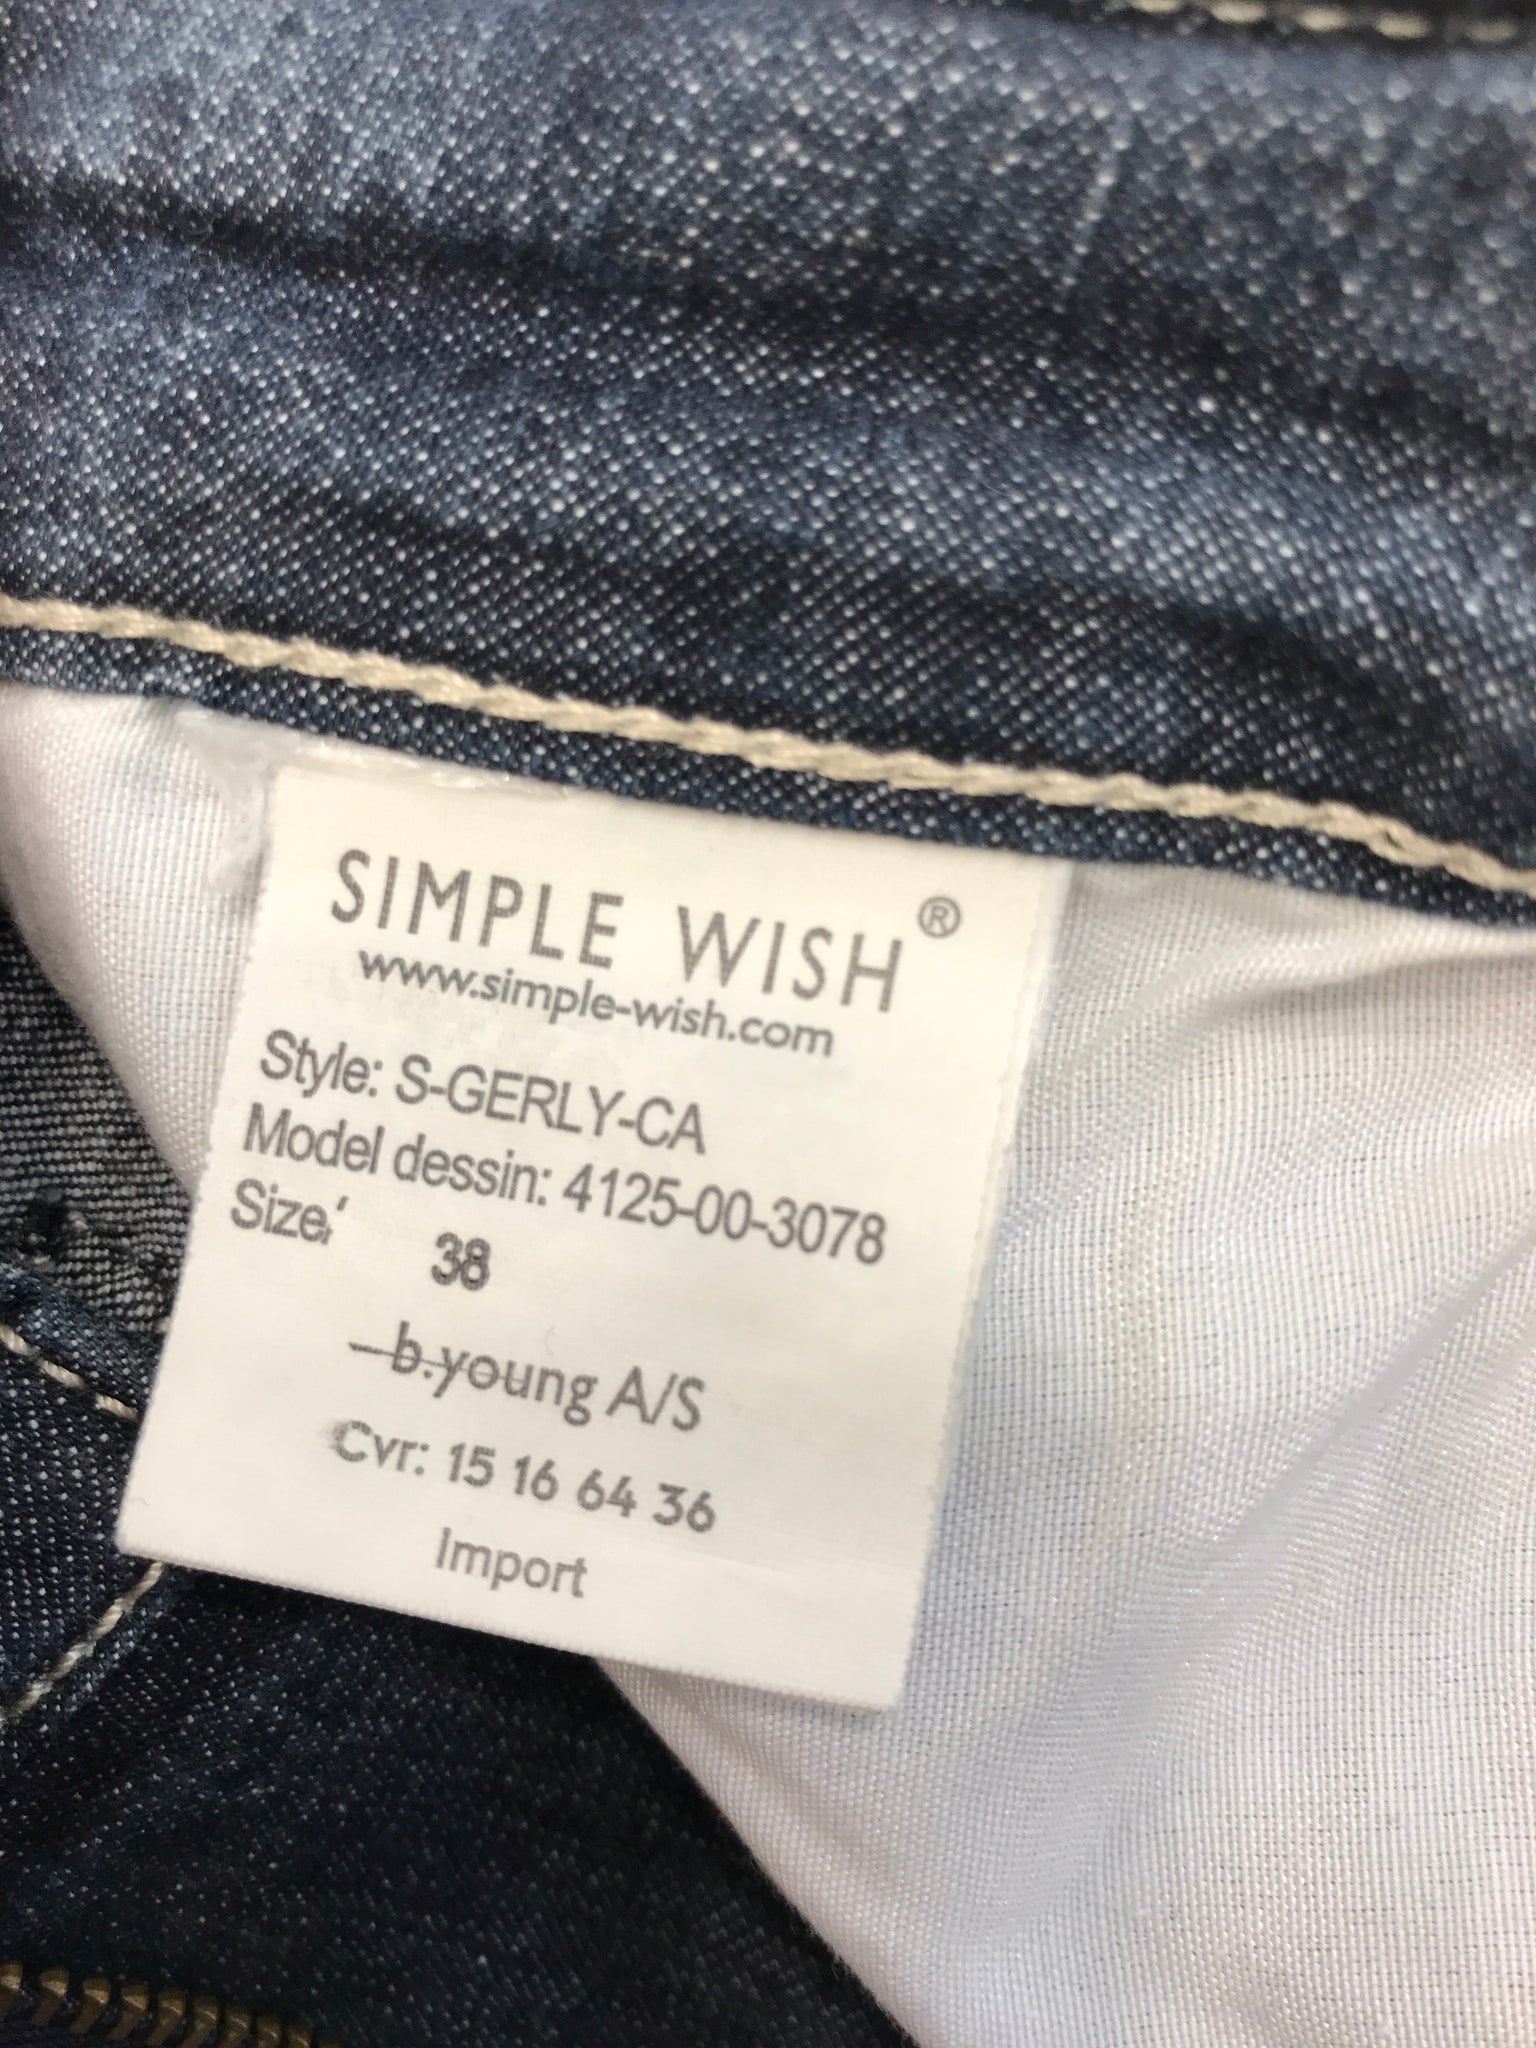 SIMPLE WISH®
www.simple-wish.com
Style: S-GERLY-CA
Model dessin: 4125-00-3078
Size: 38
b.young A/S
Cvr: 15 16 64 36
Import